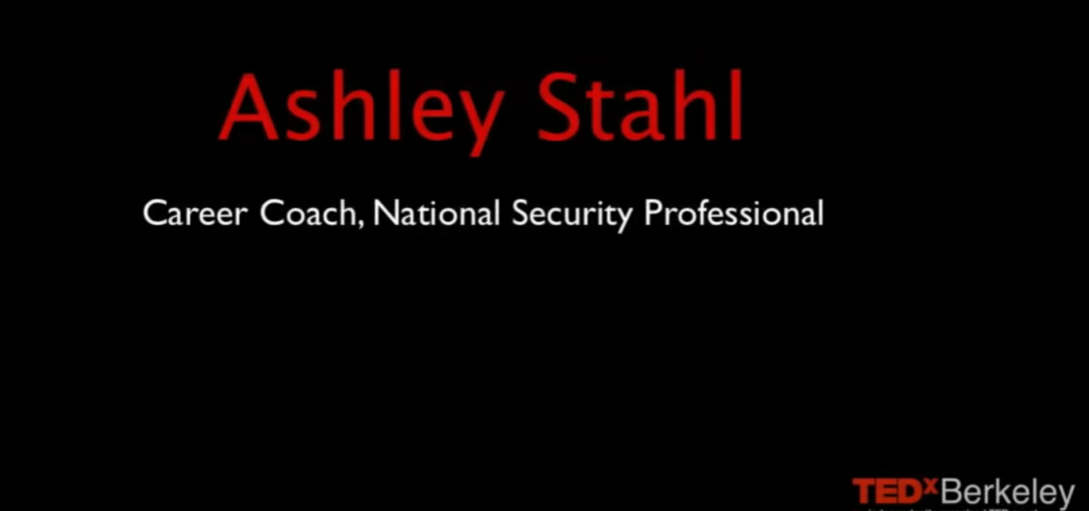 Ashley Stahl
Career Coach, National Security Professional
TEDxBerkeley